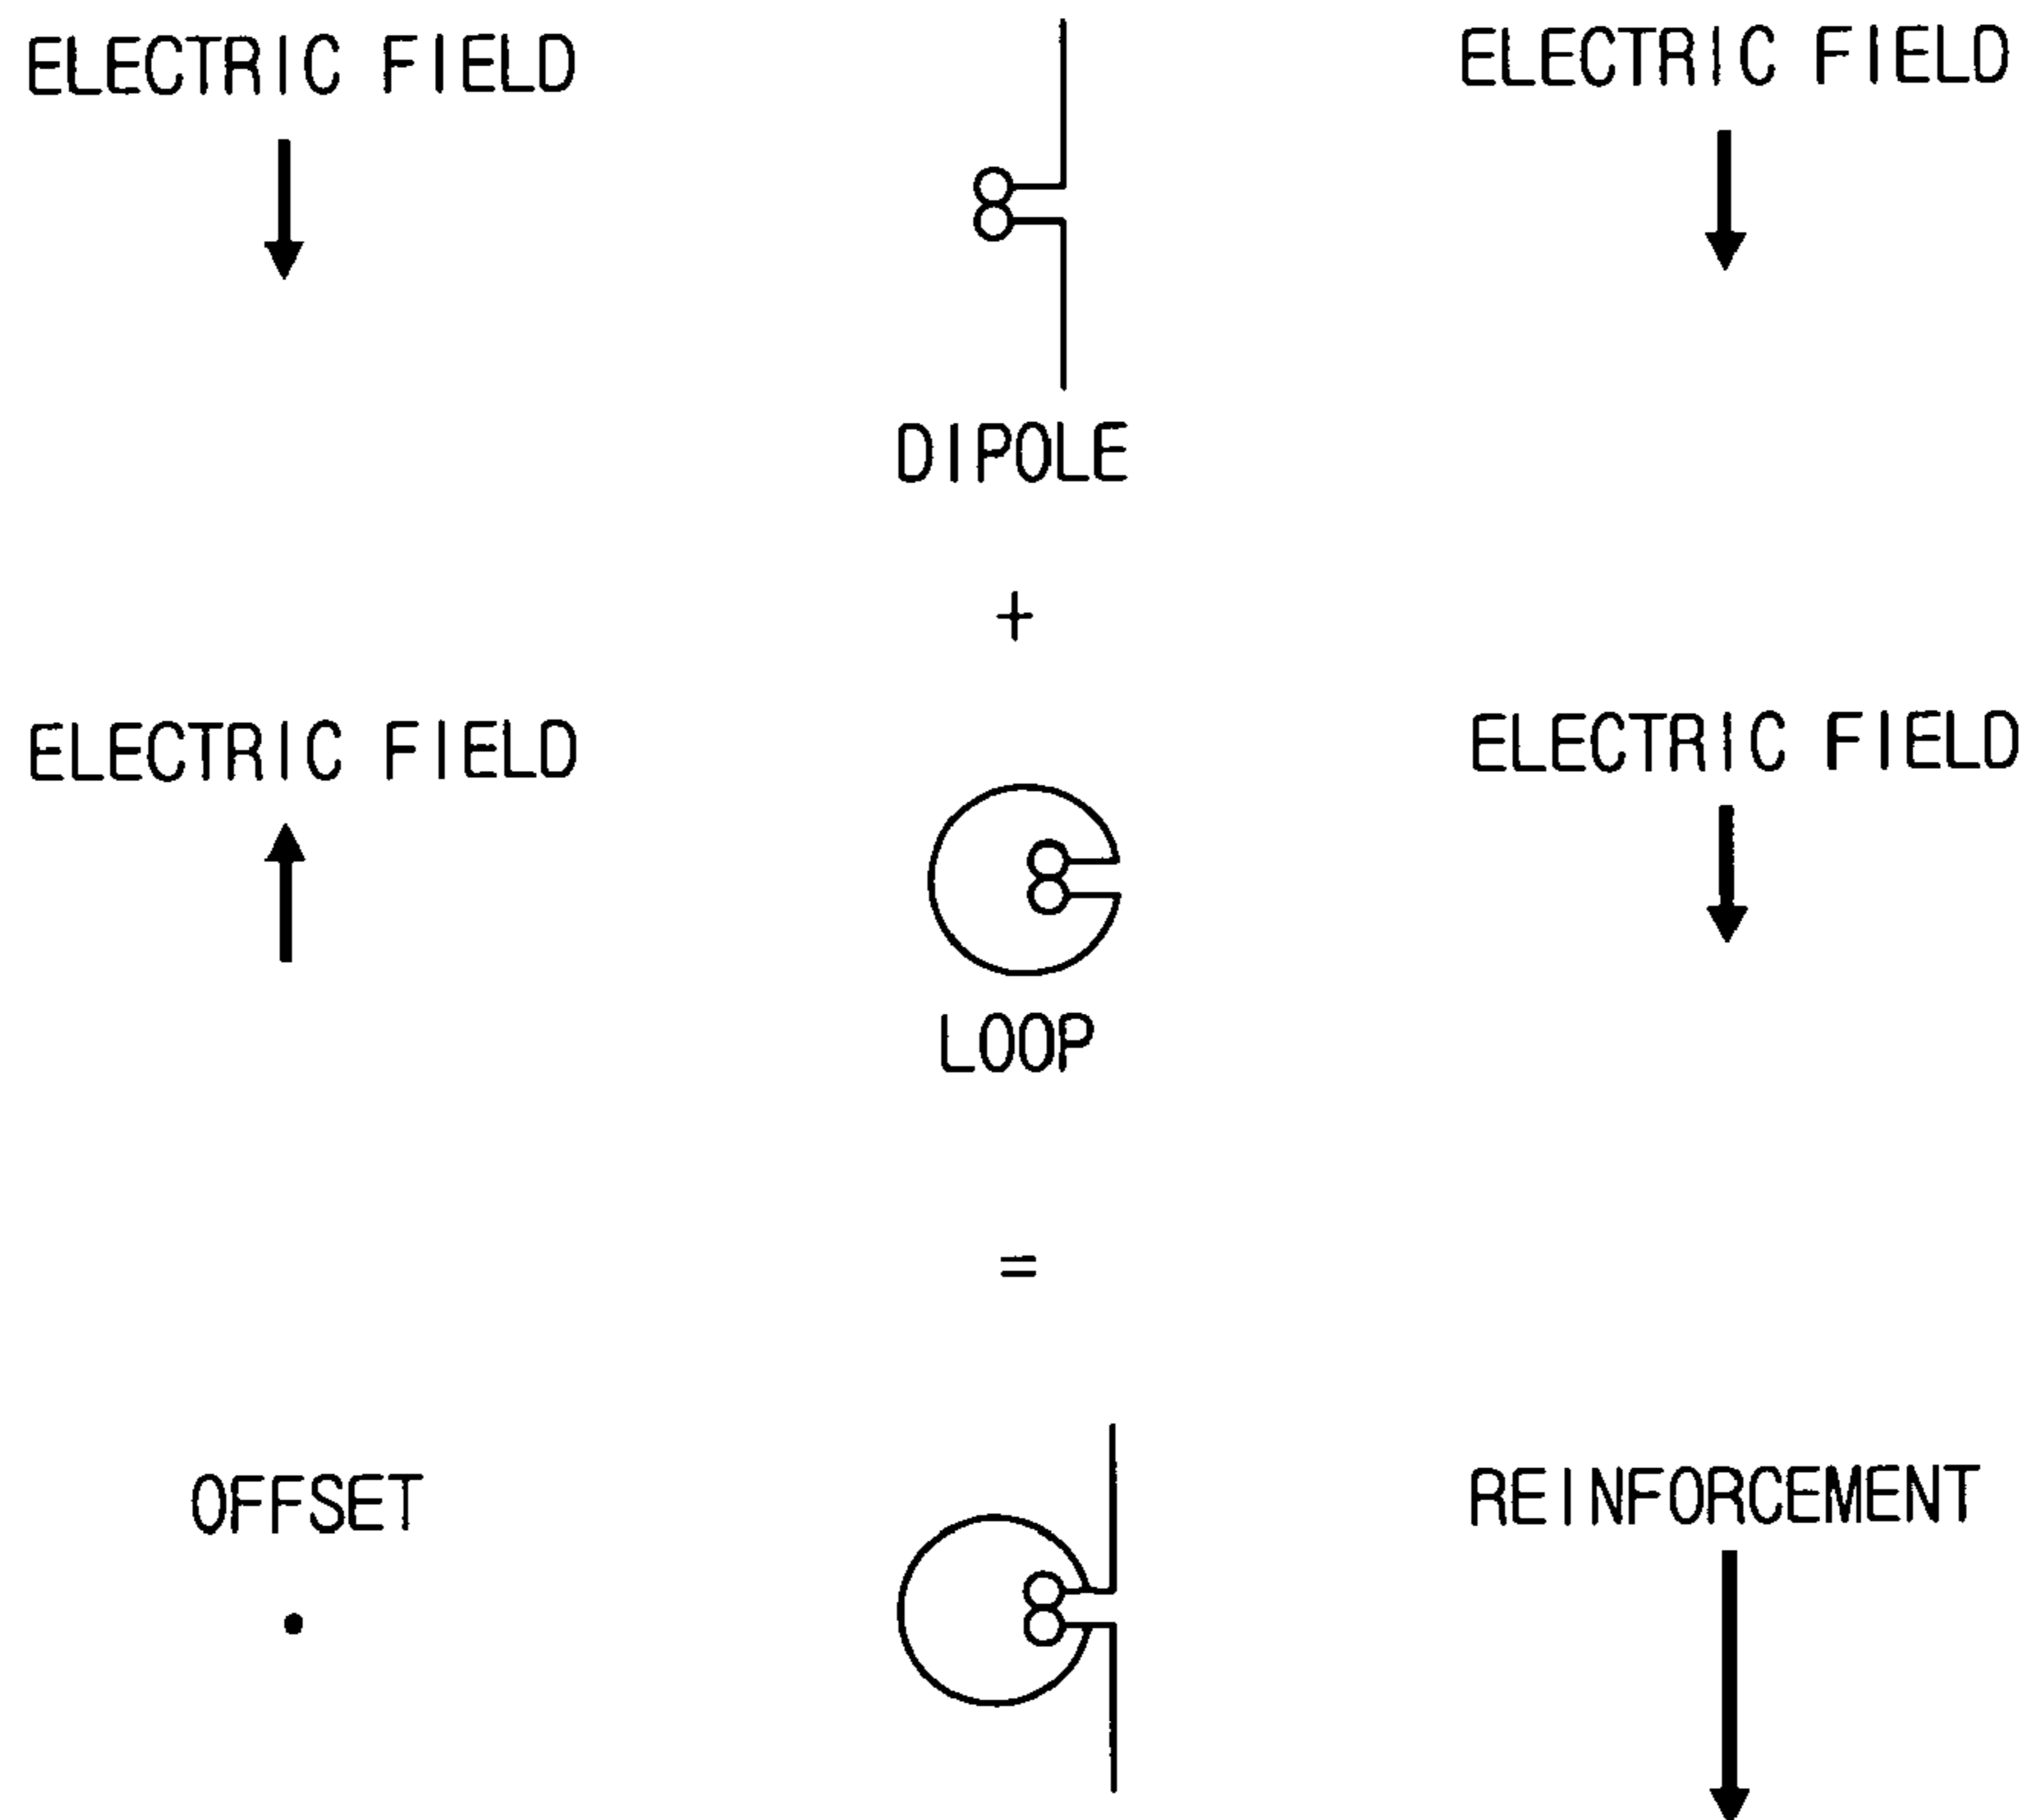 ELECTRIC FIELD
ELECTRIC FIELD
DIPOLE
+
ELECTRIC FIELD
ELECTRIC FIELD
LOOP
=
OFFSET
REINFORCEMENT